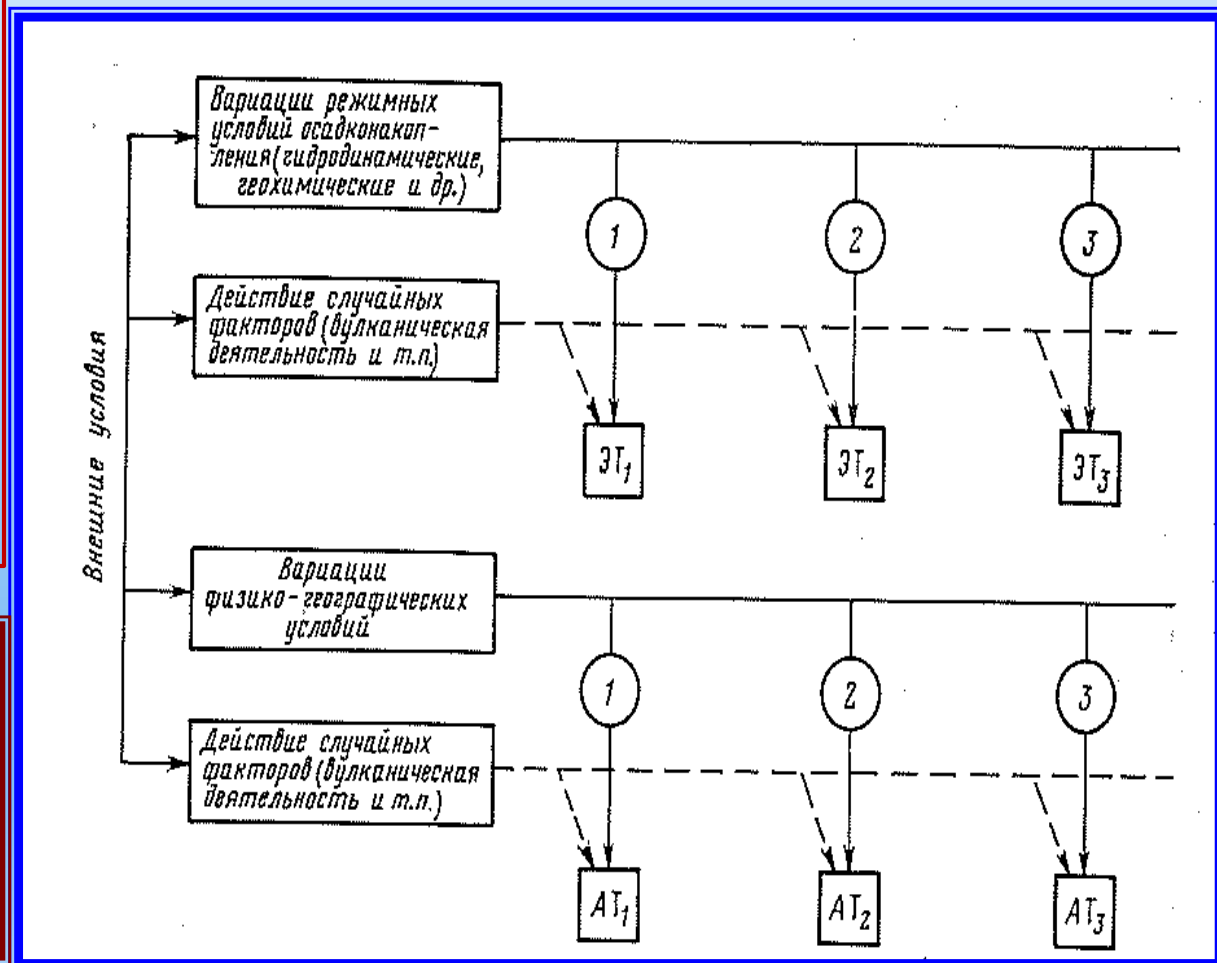 Вариации режимных
условий осадконакоп-
ления (гидродинамические,
геохимические и др.)
1
2
3
Действие случайных
факторов (вулканическая
деятельность и т.п.)
ЭТ₁
ЭТ₂
ЭТ₃
Внешние условия
Вариации
физико-географических
условий
1
2
3
Действие случайных
факторов (вулканическая
деятельность и т.п.)
АТ₁
АТ₂
АТ₃